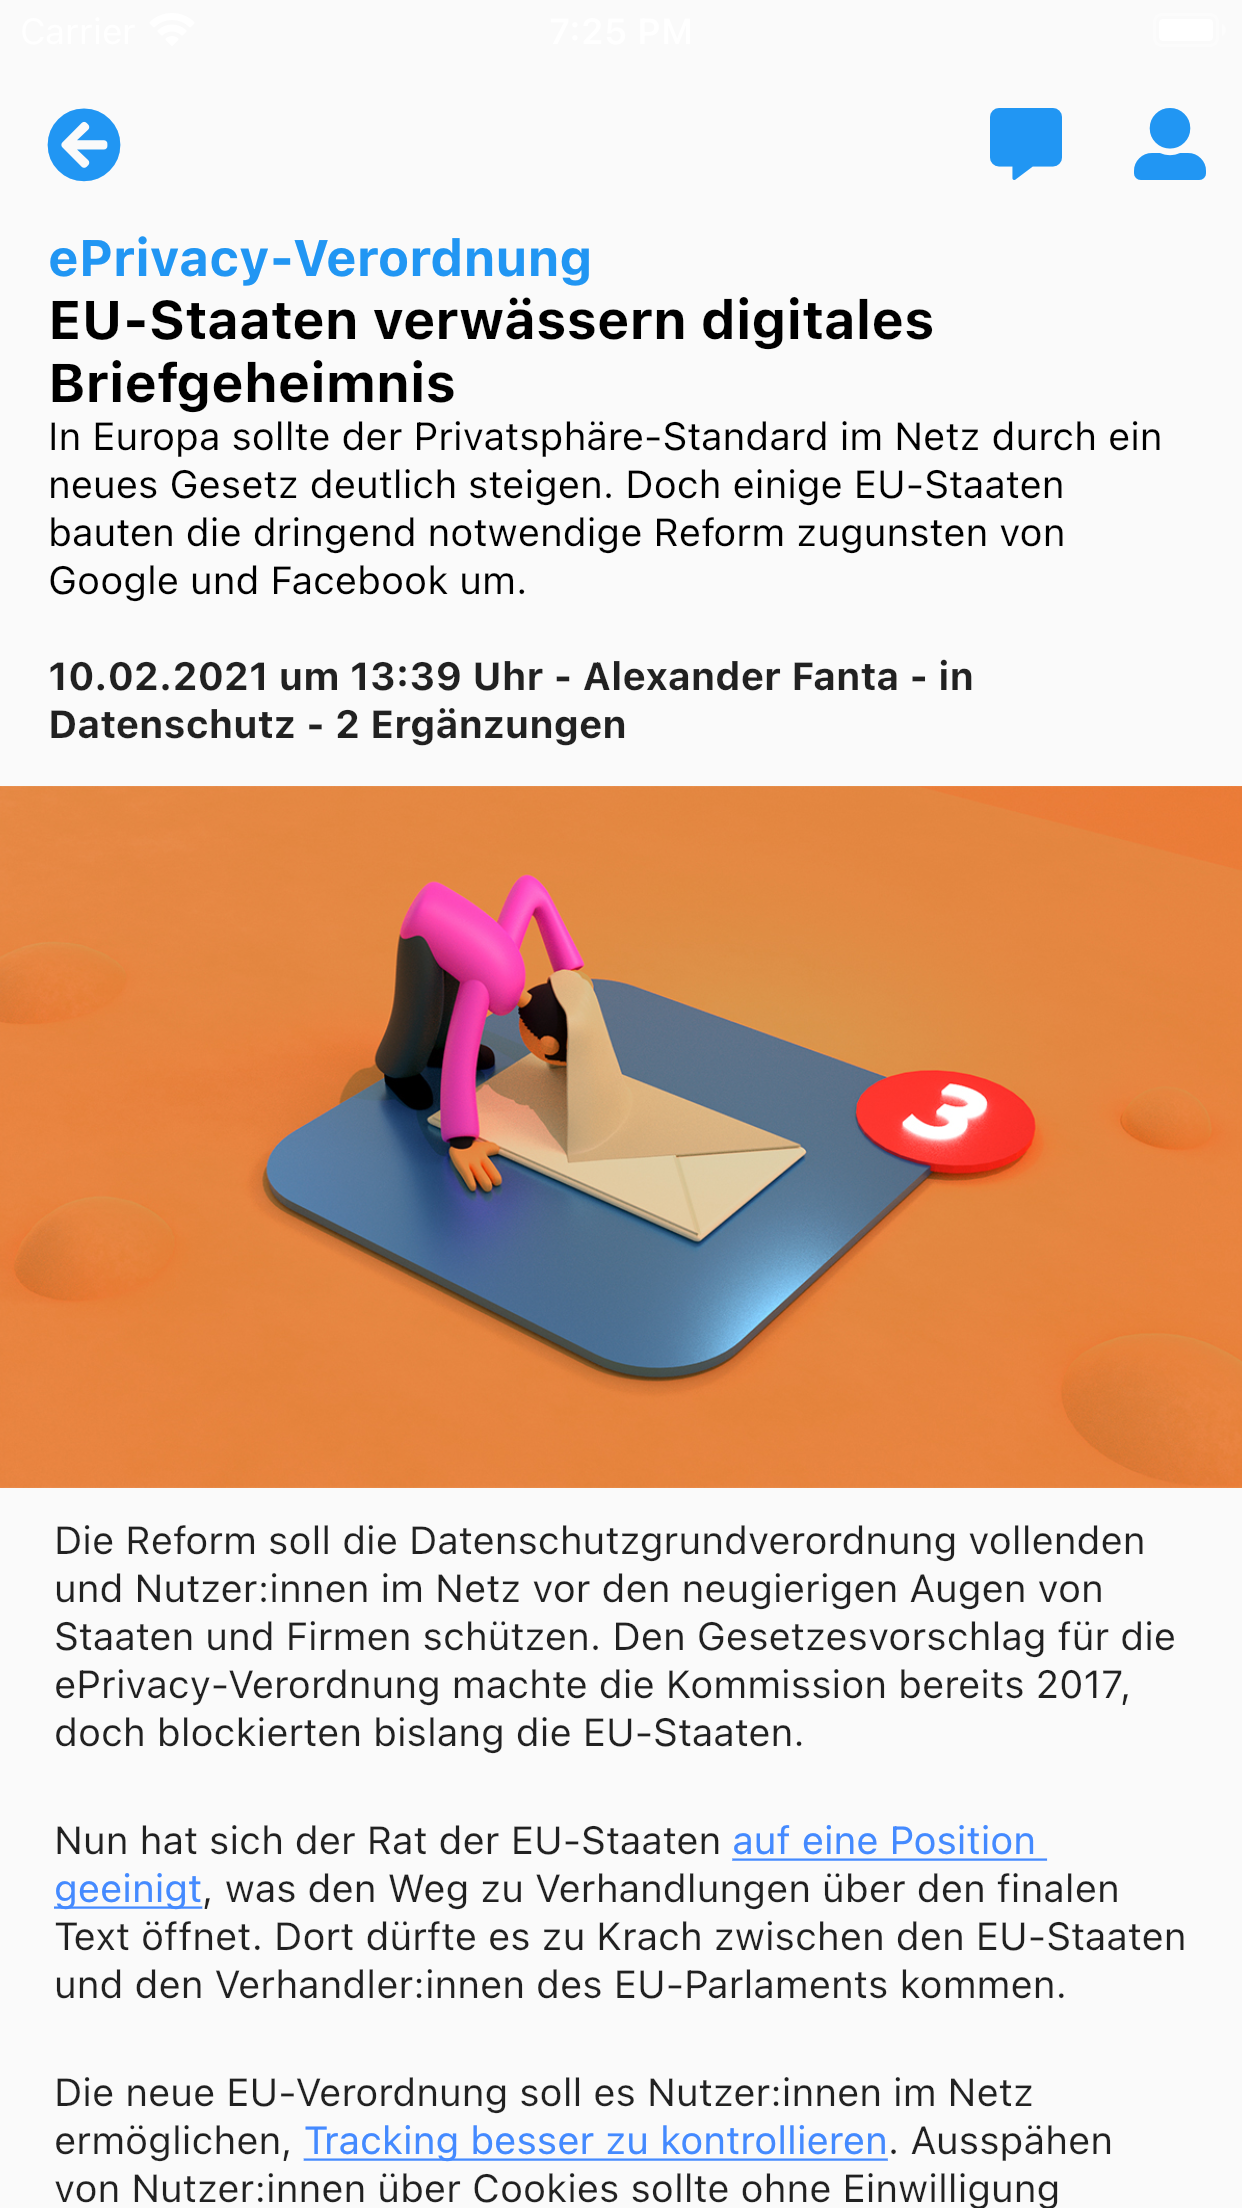 Carrier
7:25 PM
ePrivacy-Verordnung
EU-Staaten verwässern digitales
Briefgeheimnis
In Europa sollte der Privatsphäre-Standard im Netz durch ein
neues Gesetz deutlich steigen. Doch einige EU-Staaten
bauten die dringend notwendige Reform zugunsten von
Google und Facebook um.
10.02.2021 um 13:39 Uhr - Alexander Fanta - in
Datenschutz - 2 Ergänzungen
3
Die Reform soll die Datenschutzgrundverordnung vollenden
und Nutzer:innen im Netz vor den neugierigen Augen von
Staaten und Firmen schützen. Den Gesetzesvorschlag für die
ePrivacy-Verordnung machte die Kommission bereits 2017,
doch blockierten bislang die EU-Staaten.
Nun hat sich der Rat der EU-Staaten auf eine Position
geeinigt, was den Weg zu Verhandlungen über den finalen
Text öffnet. Dort dürfte es zu Krach zwischen den EU-Staaten
und den Verhandler:innen des EU-Parlaments kommen.
Die neue EU-Verordnung soll es Nutzer:innen im Netz
ermöglichen, Tracking besser zu kontrollieren. Ausspähen
von Nutzer:innen über Cookies sollte ohne Einwilligung